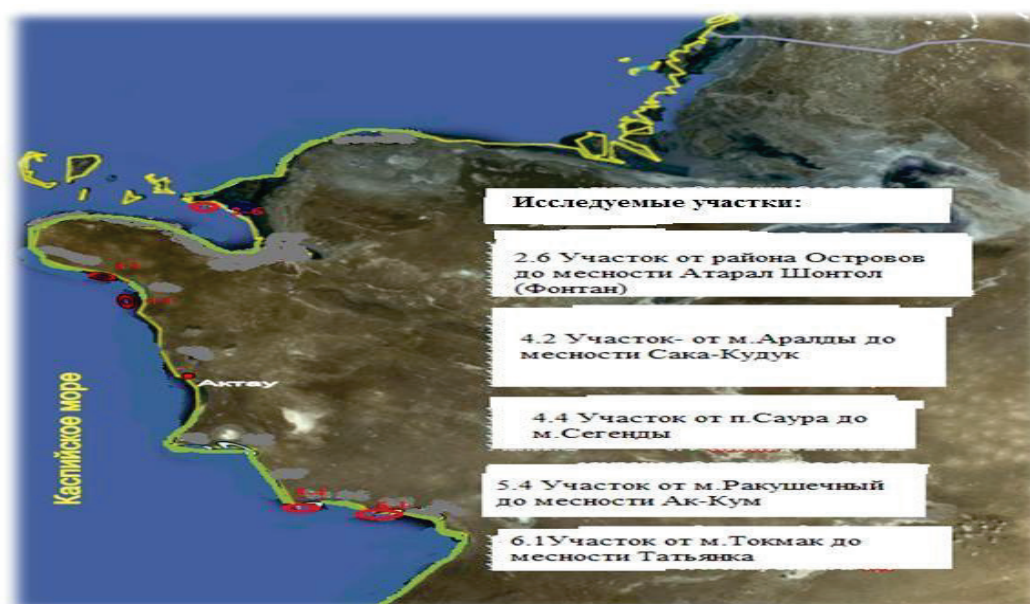 Исследуемые участки:
2.6 Участок от района Островов
до месности Атарал Шонтол
(Фонтан)
4.2 Участок- от м.Аралды до
месности Сака-Кудук
4.4 Участок от п.Саура до
м.Сегенды
5.4 Участок от м.Ракушечный
до месности Ак-Кум
6.1Участок от м.Токмак до
месности Татьянка
2-6
Актау
Каспийское море